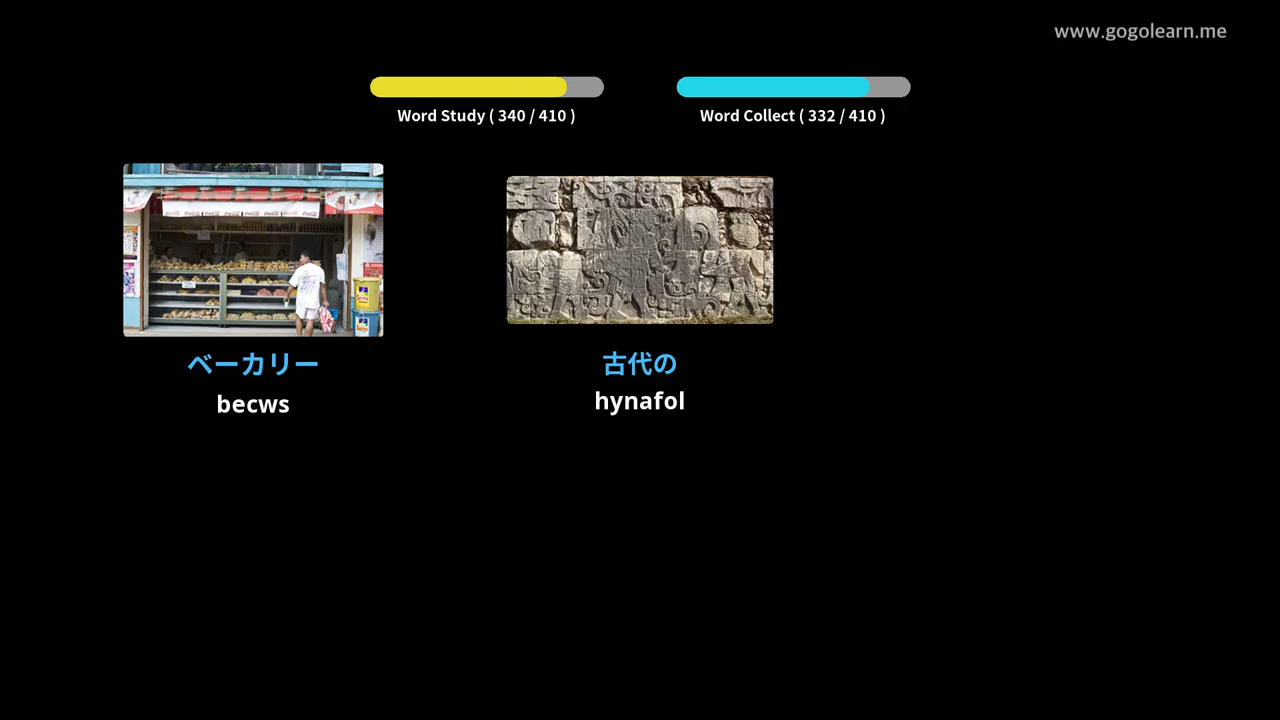 www.gogolearn.me
Word Study ( 340 / 410 )
Word Collect ( 332 / 410 )
ベーカリー
becws
古代の
hynafol